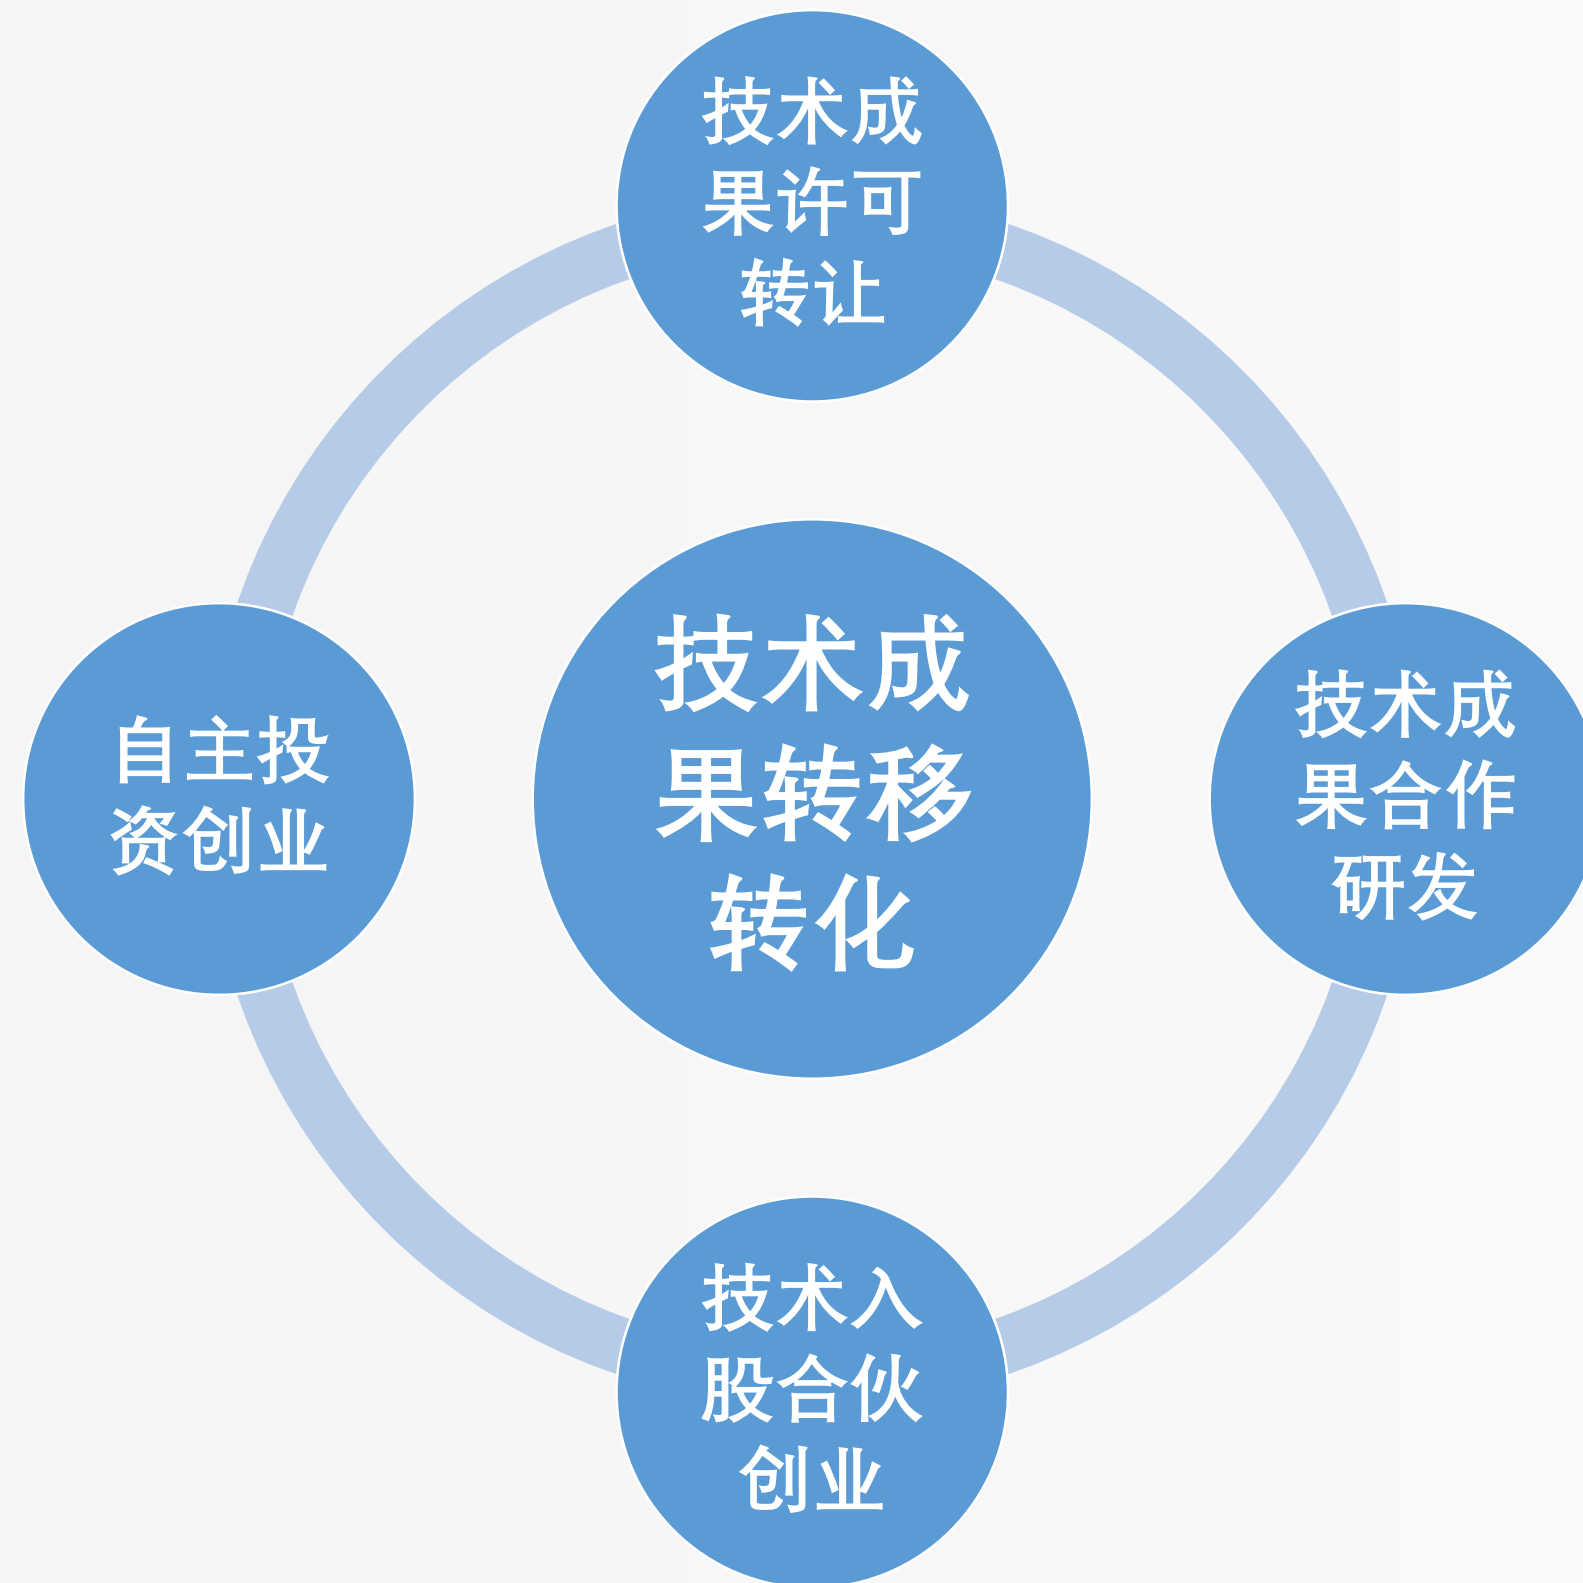 技术成
果许可
转让
自主投
资创业
技术成
果转移
转化
技术成
果合作
研发
技术入
股合伙
创业